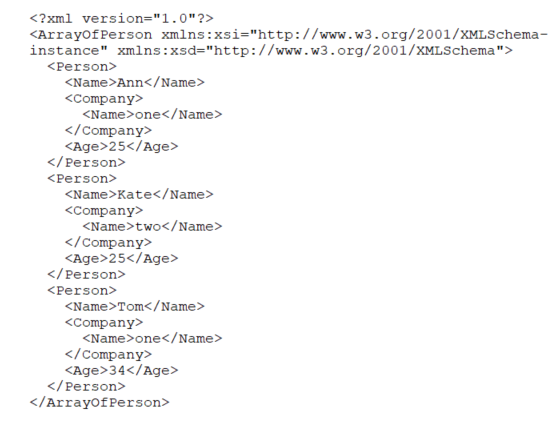 <?xml version="1.0"?>
<ArrayOfPerson xmlns:xsi="http://www.w3.org/2001/XMLSchema-
instance" xmlns:xsd="http://www.w3.org/2001/XMLSchema">
  <Person>
    <Name>Ann</Name>
    <Company>
      <Name>one</Name>
    </Company>
    <Age>25</Age>
  </Person>
  <Person>
    <Name>Kate</Name>
    <Company>
      <Name>two</Name>
    </Company>
    <Age>25</Age>
  </Person>
  <Person>
    <Name>Tom</Name>
    <Company>
      <Name>one</Name>
    </Company>
    <Age>34</Age>
  </Person>
</ArrayOfPerson>